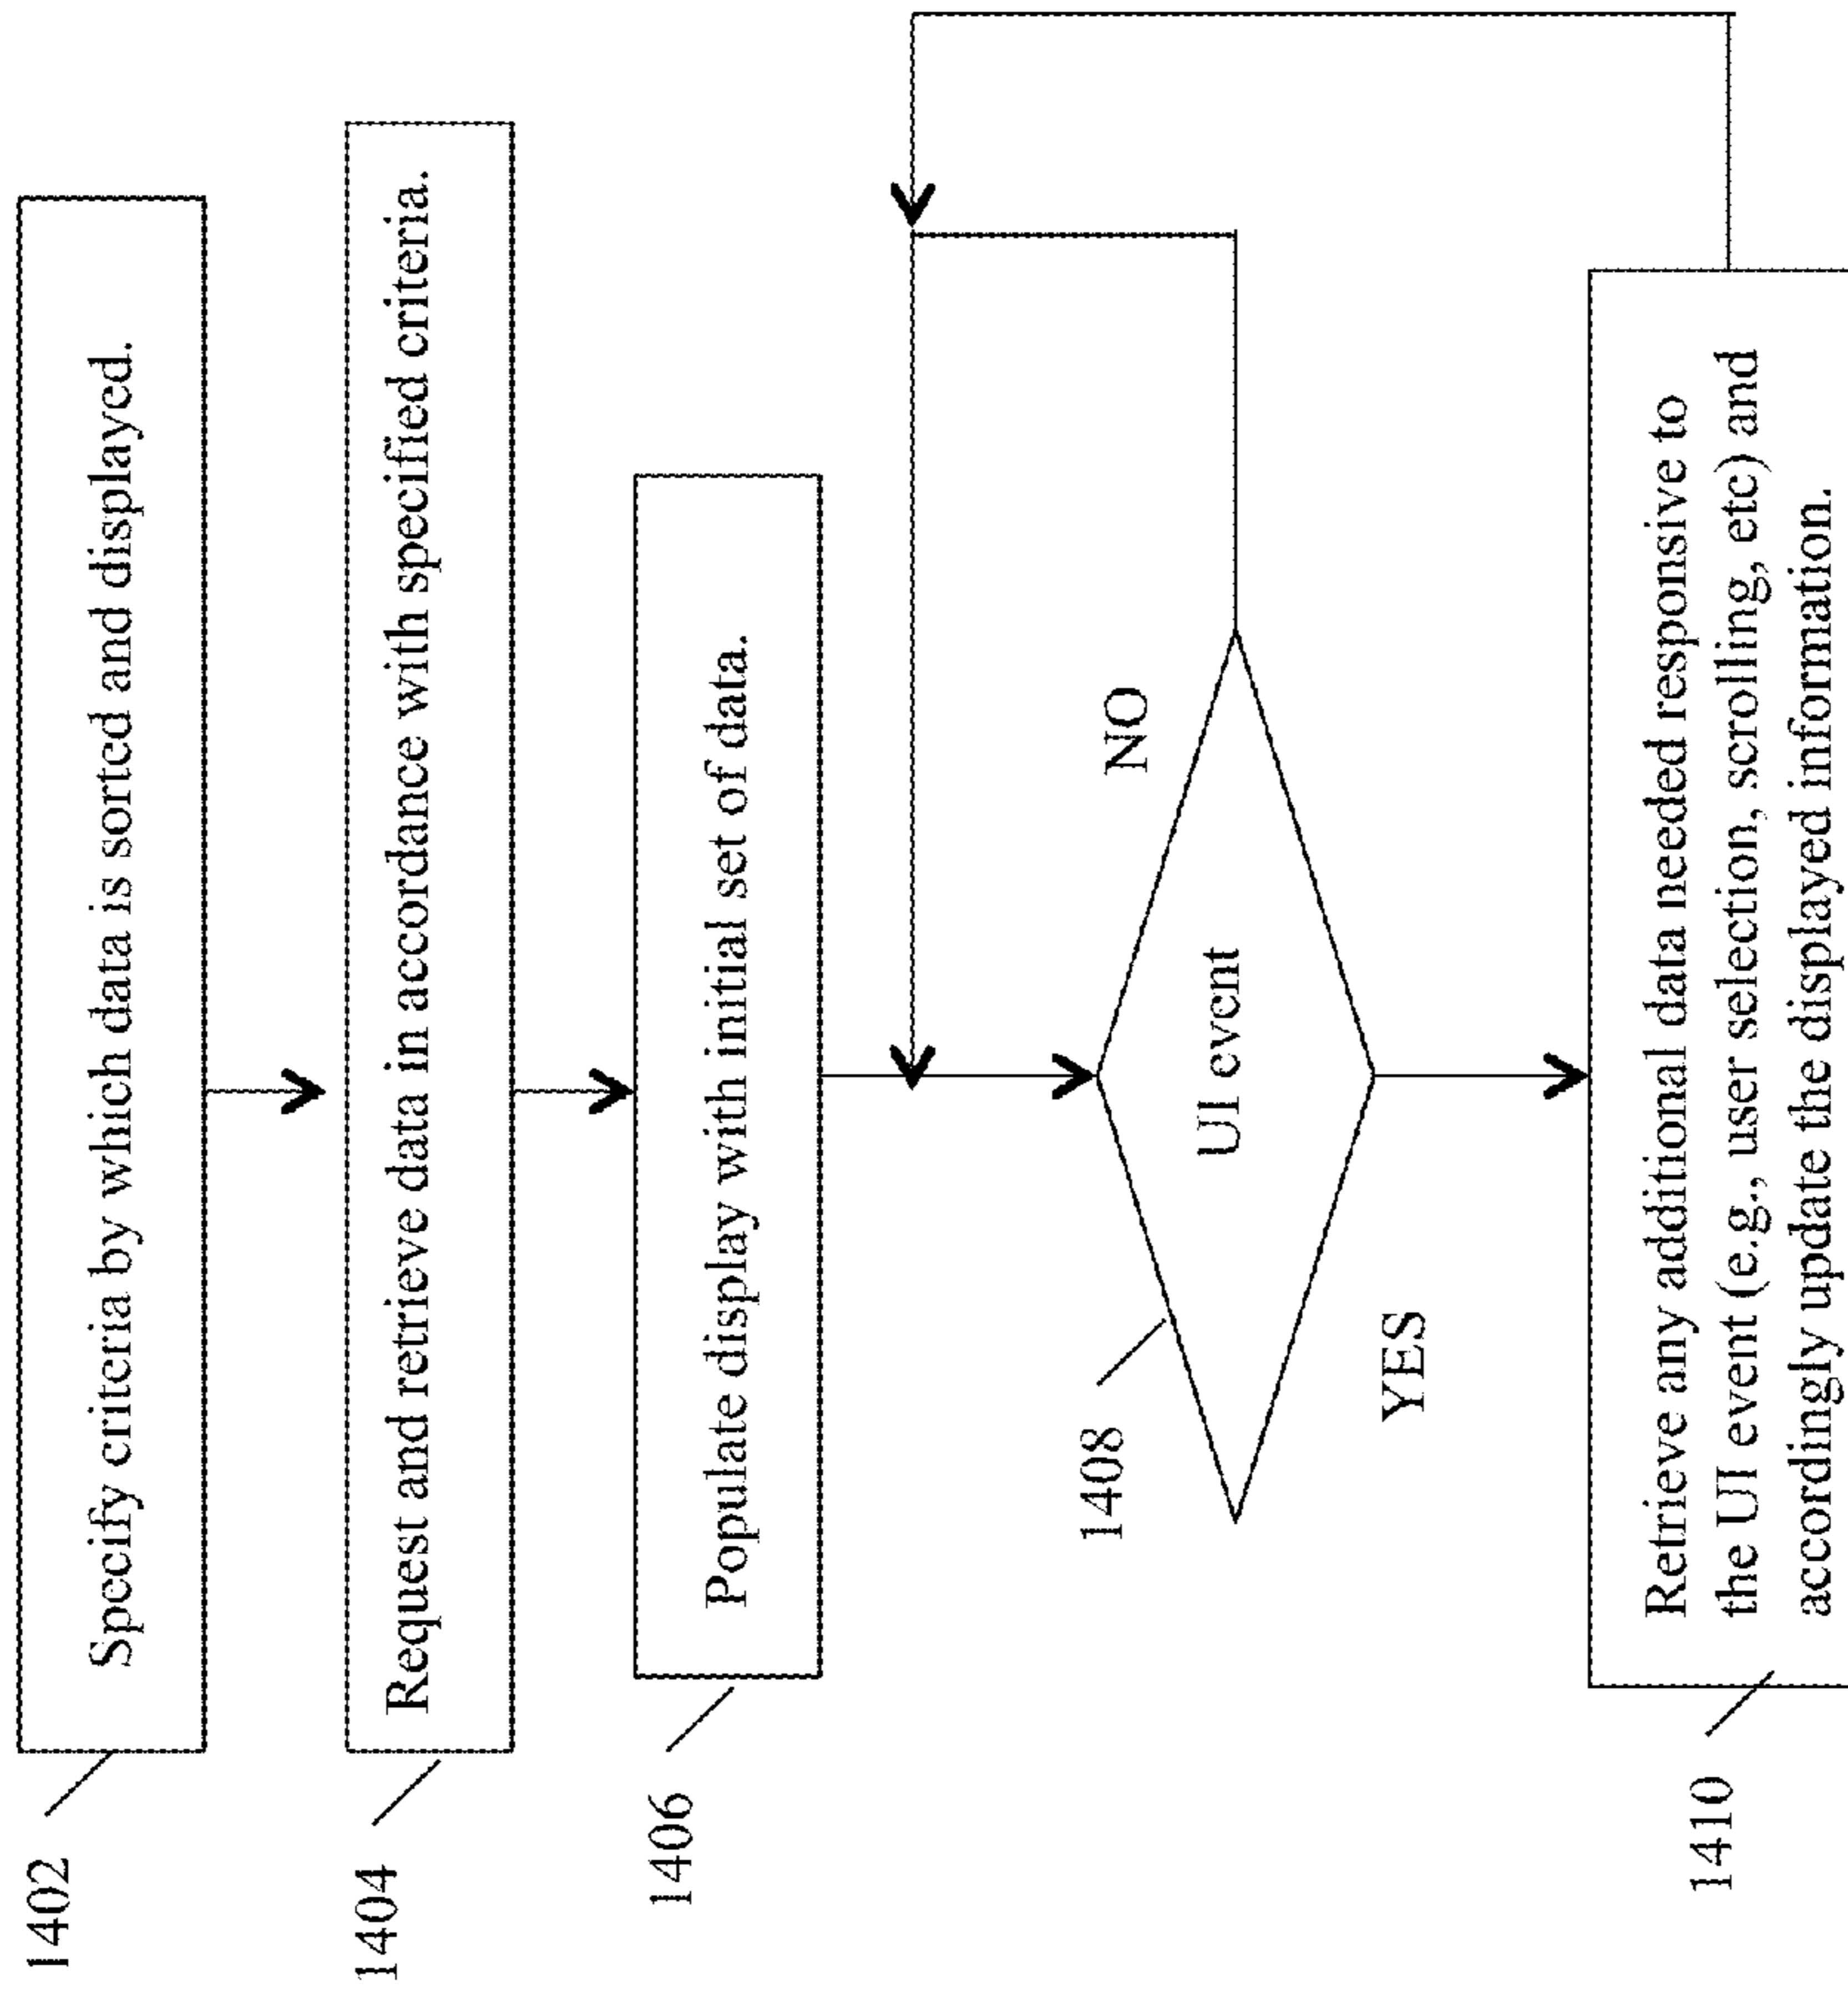 1402
Specify criteria by which data is sorted and displayed.
1404
Request and retrieve data in accordance with specified criteria.
1406
Populate display with initial set of data.
1408
UI event
NO
YES
1410
Retrieve any additional data needed responsive to
the UI event (e.g., user selection, scrolling, etc) and
accordingly update the displayed information.